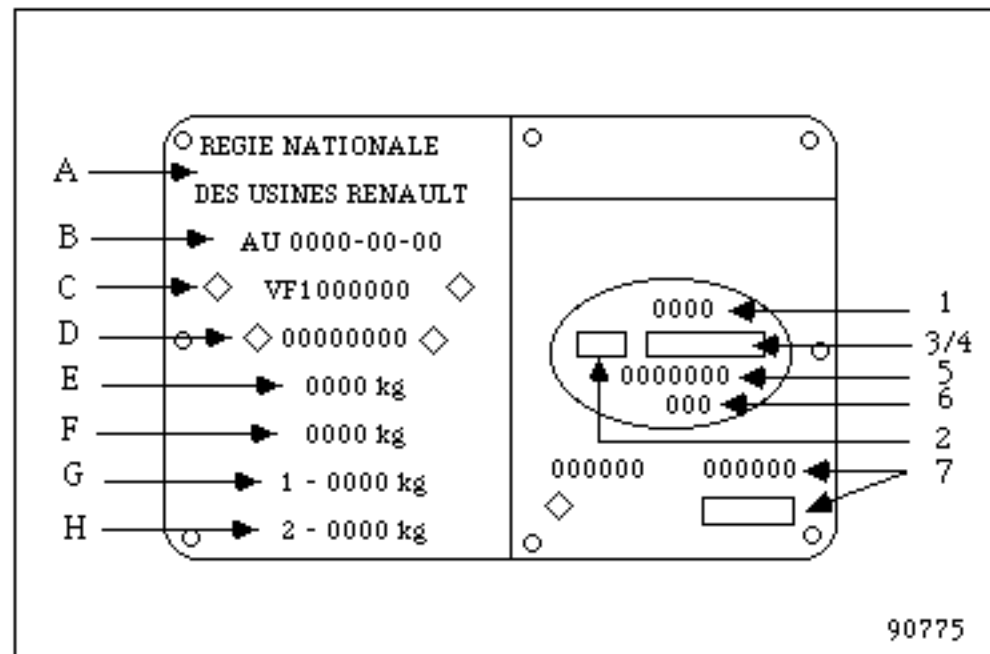 REGIE NATIONALE
A
DES USINES RENAULT
B AU 0000-00-00
C VF1000000
D 00000000
E 0000 kg
F 0000 kg
G 1 - 0000 kg
H 2 - 0000 kg
0000 1
3/4
0000000 5
000 6
2
000000 000000 7
90775